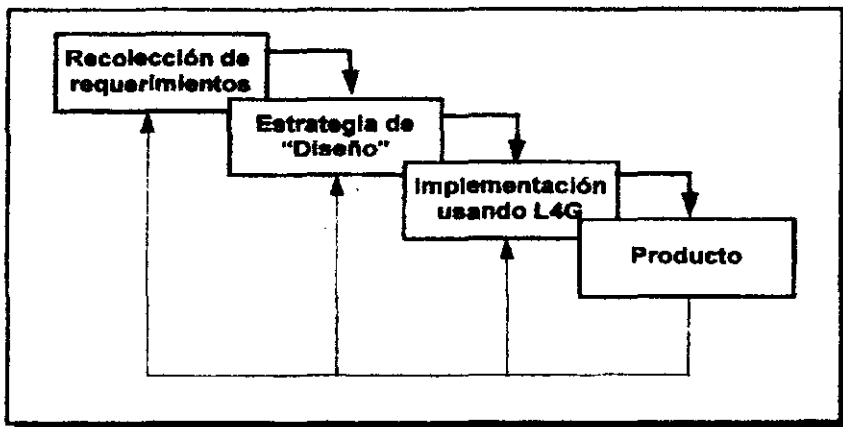 Recolección de
requerimientos
Estrategia de
"Diseño"
Implementación
usando L4G
Producto